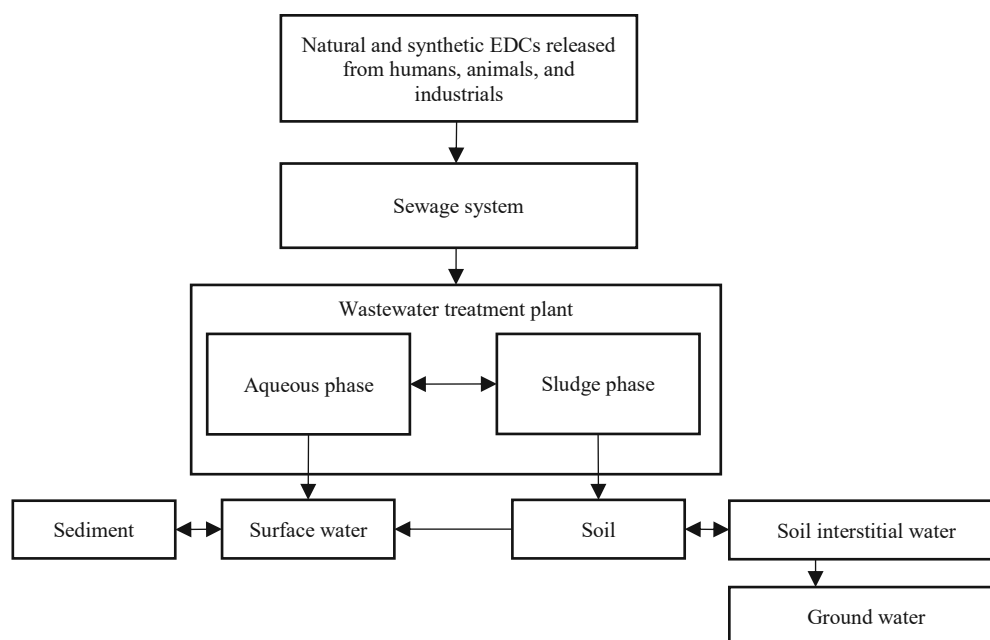 Natural and synthetic EDCs released
from humans, animals, and
industrials
Sewage system
Wastewater treatment plant
Aqueous phase
Sludge phase
Sediment
Surface water
Soil
Soil interstitial water
Ground water